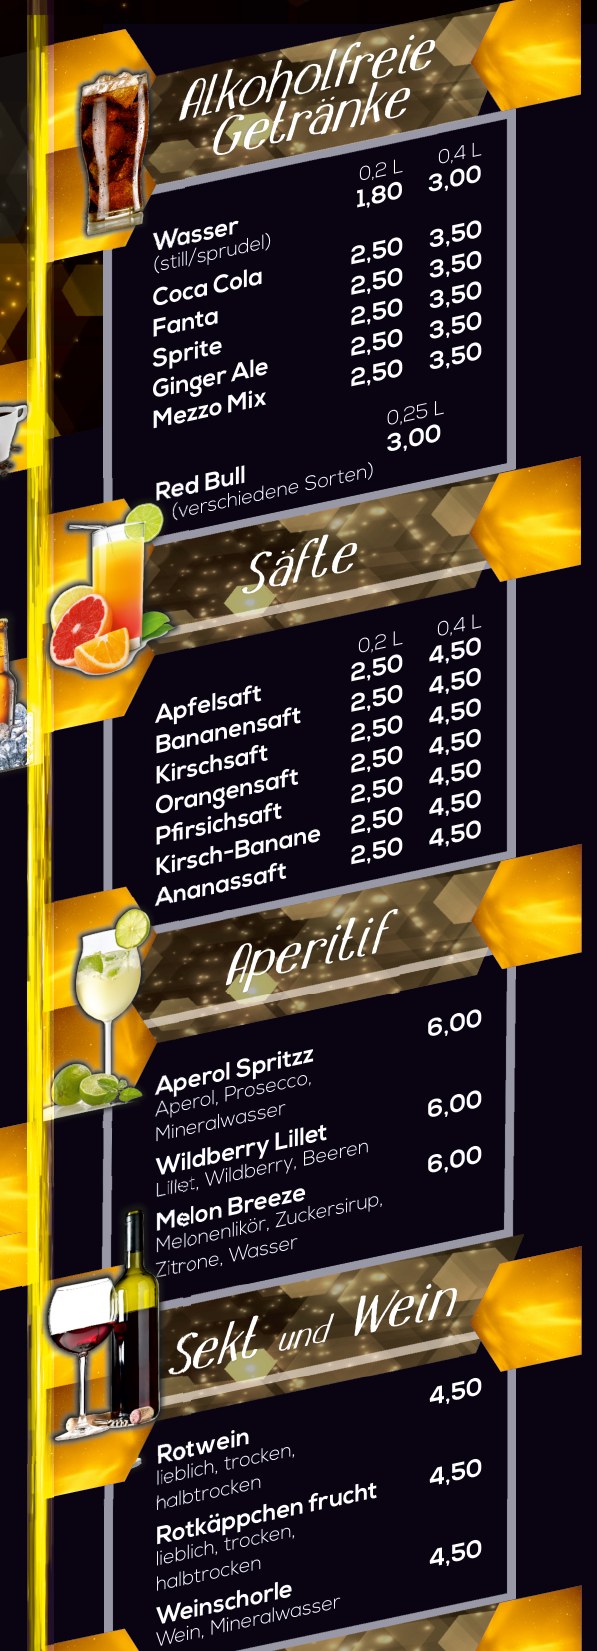 Alkoholfreie
Getränke
0,2 L 0,4 L
Wasser 1,80 3,00
(still/sprudel)
Coca Cola 2,50 3,50
Fanta 2,50 3,50
Sprite 2,50 3,50
Ginger Ale 2,50 3,50
Mezzo Mix 2,50 3,50
0,25 L
Red Bull 3,00
(verschiedene Sorten)
Säfte
0,2 L 0,4 L
Apfelsaft 2,50 4,50
Bananensaft 2,50 4,50
Kirschsaft 2,50 4,50
Orangensaft 2,50 4,50
Pfirsichsaft 2,50 4,50
Kirsch-Banane 2,50 4,50
Ananassaft 2,50 4,50
Aperitif
Aperol Spritzz 6,00
Aperol, Prosecco,
Mineralwasser
Wildberry Lillet 6,00
Lillet, Wildberry, Beeren
Melon Breeze 6,00
Melonenlikör, Zuckersirup,
Zitrone, Wasser
Sekt und Wein
Rotwein 4,50
lieblich, trocken,
halbtrocken
Rotkäppchen frucht 4,50
lieblich, trocken,
halbtrocken
Weinschorle 4,50
Wein, Mineralwasser